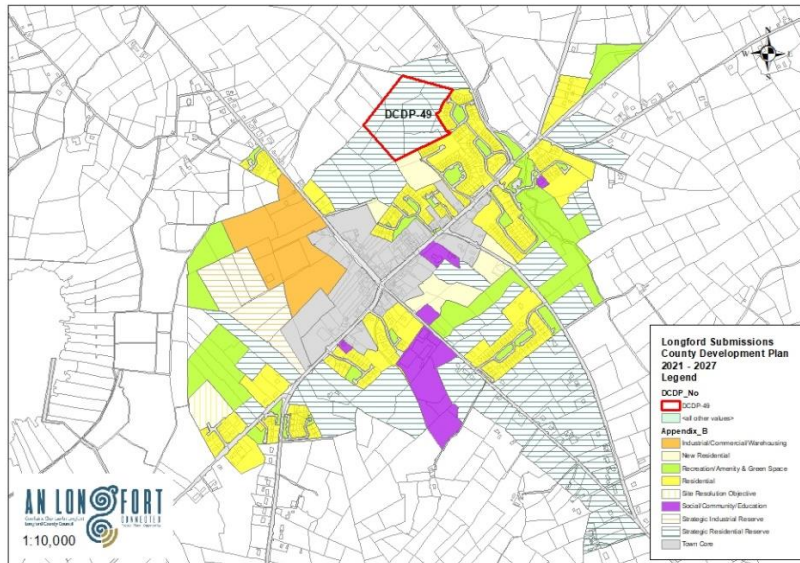 N
W
E
S
DCDP-49
Longford Submissions
County Development Plan
2021 - 2027
Legend
DCDP_No
DCDP-49
<all other values>
Appendix_B
Industrial/Commercial/Warehousing
New Residential
Recreation/Amenity & Green Space
Residential
Site Resolution Objective
Social/Community/Education
Strategic Industrial Reserve
Strategic Residential Reserve
Town Core
AN LONGFORT
Longford County Council
CONNECTED
1:10,000